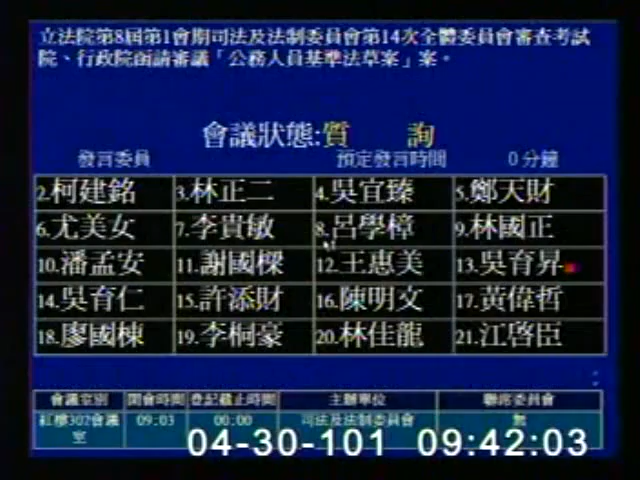 立法院第8屆第1會期司法及法制委員會第14次全體委員會審查考試
院、行政院函請審議「公務人員基準法草案」案。
會議狀態:質 詢
發言委員 預定發言時間 0分鐘
2.柯建銘 3.林正二 4.吳宜臻 5.鄭天財
6.尤美女 7.李貴敏 8.呂學樟 9.林國正
10.潘孟安 11.謝國樑 12.王惠美 13.吳育昇
14.吳育仁 15.許添財 16.陳明文 17.黃偉哲
18.廖國棟 19.李桐豪 20.林佳龍 21.江啓臣
會議室別 開會時間 登記截止時間 主辦單位 聯席委員會
紅樓302會議室 09:03 00:00 司法及法制委員會 無
04-30-101 09:42:03